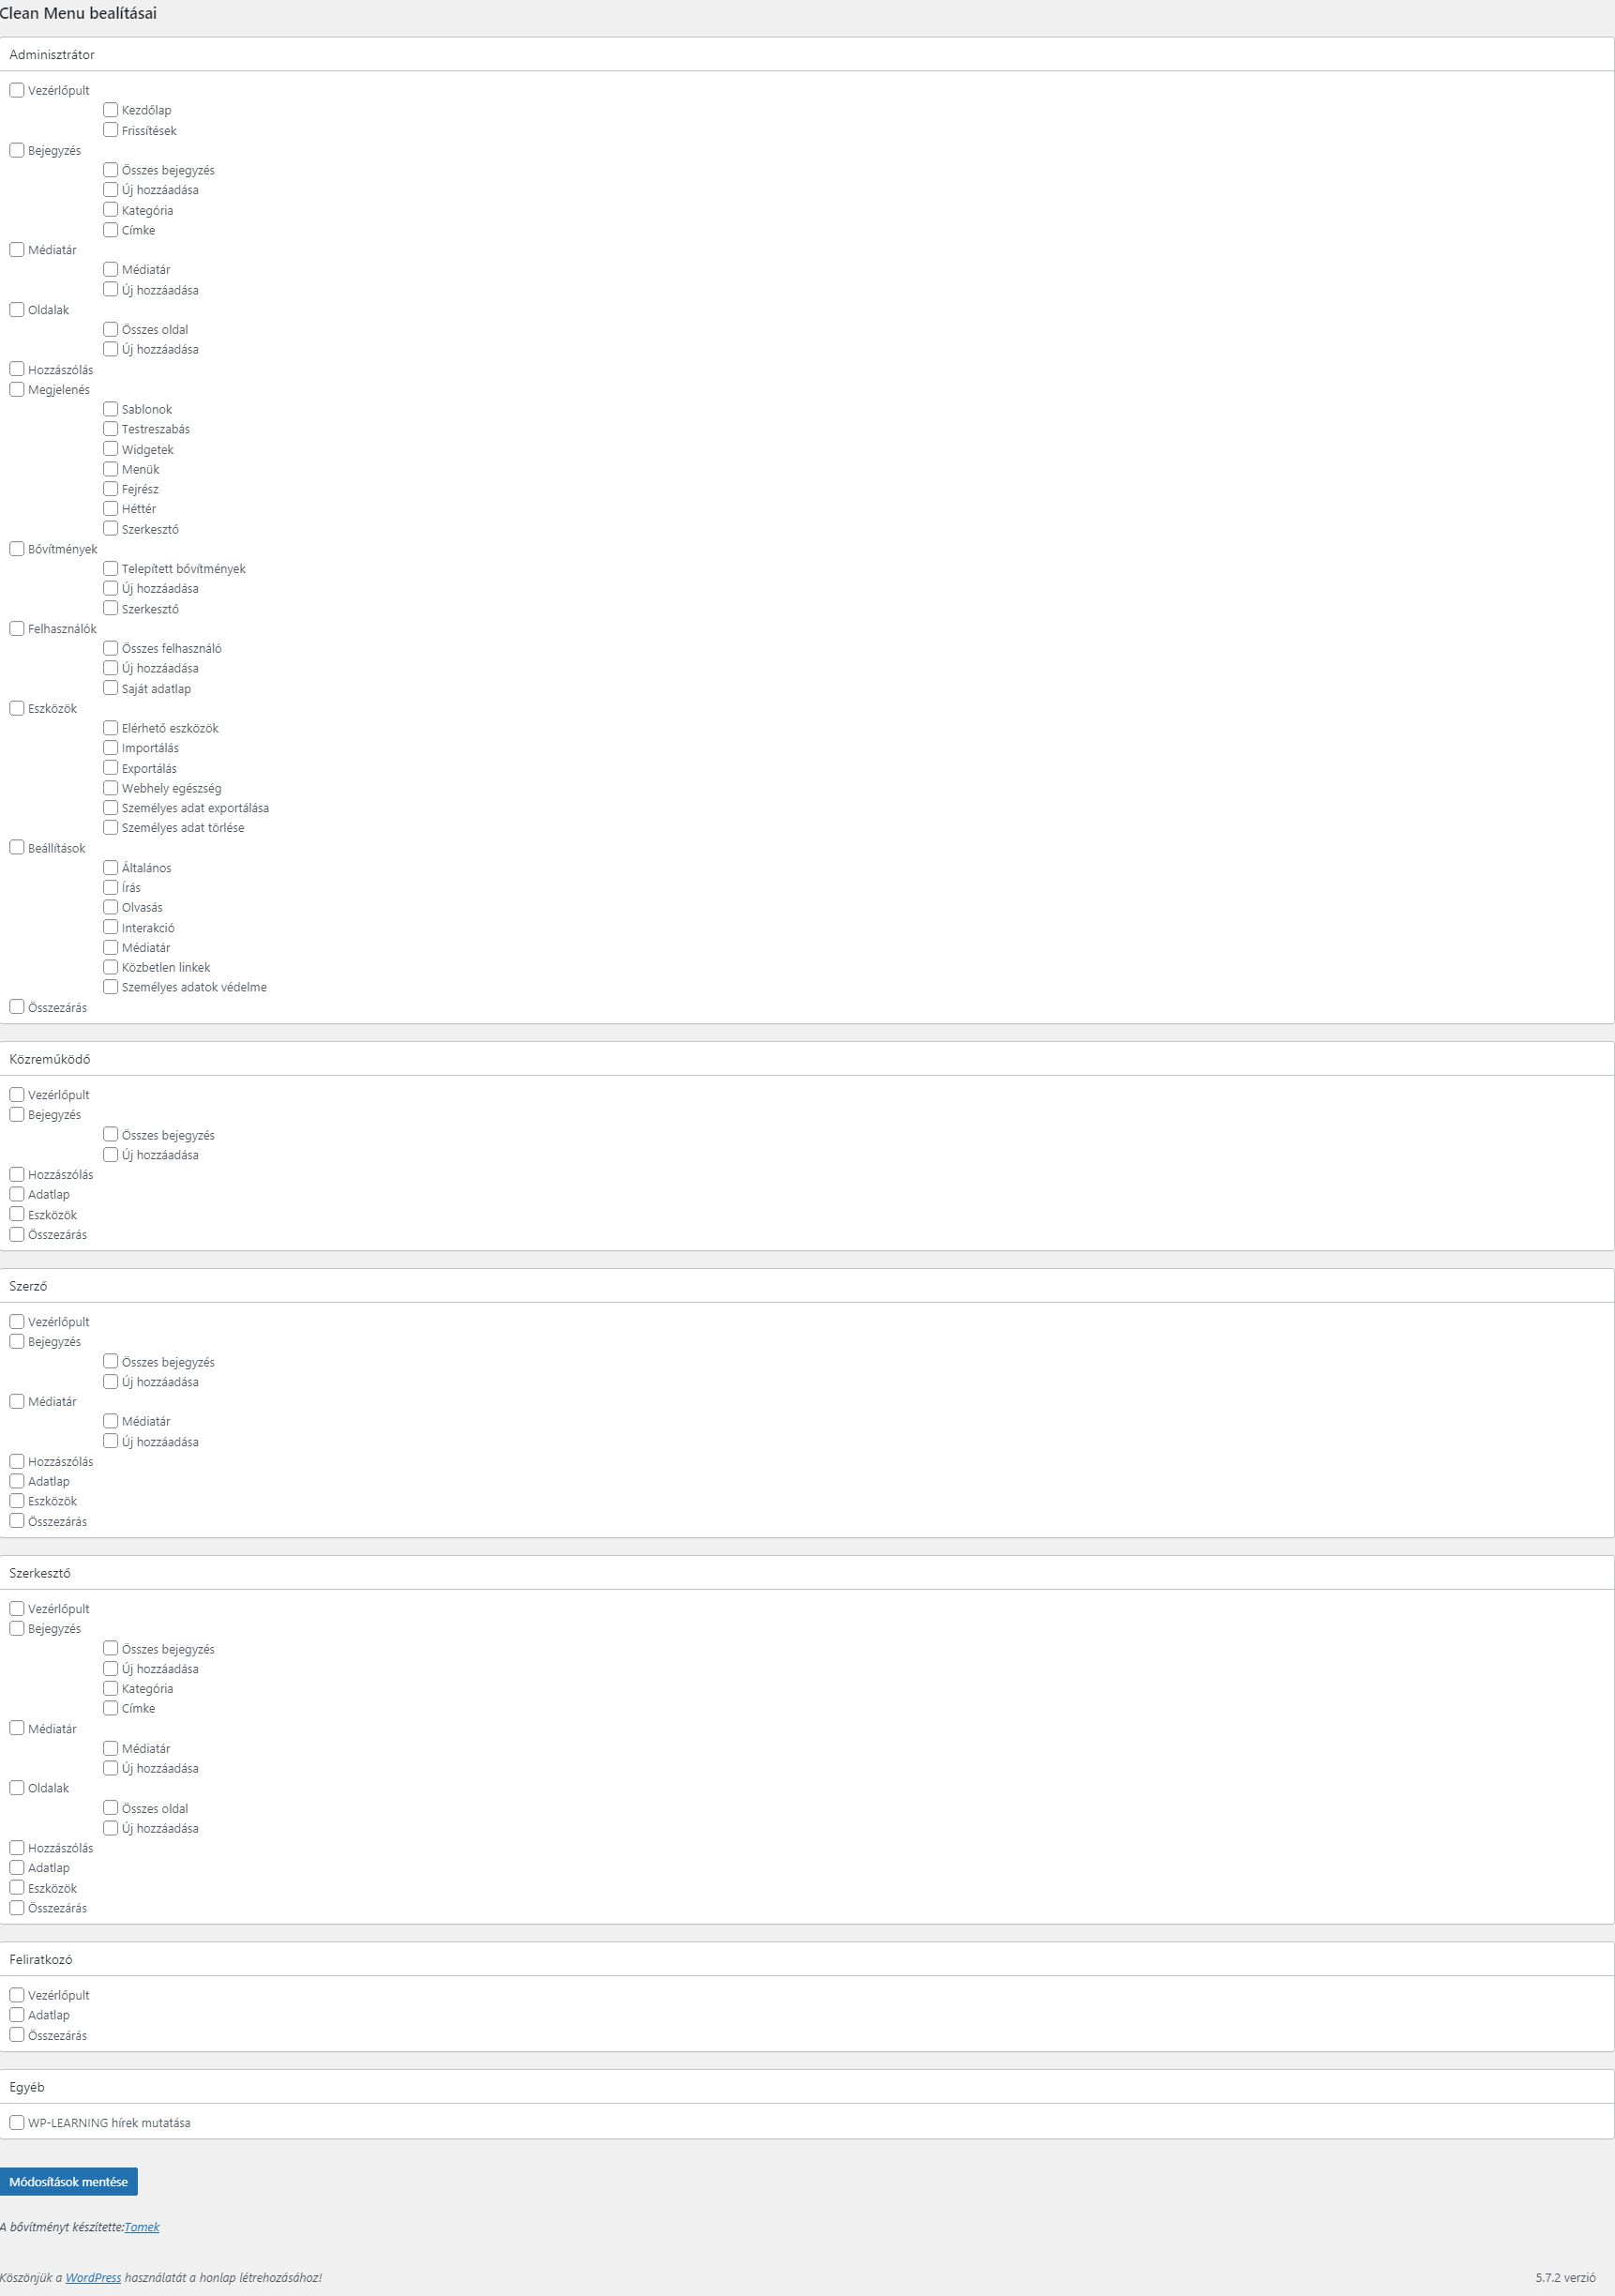 Clean Menu bealításai
Adminisztrátor
Vezérlőpult
Kezdőlap
Frissítések
Bejegyzés
Összes bejegyzés
Új hozzáadása
Kategória
Címke
Médiatár
Médiatár
Új hozzáadása
Oldalak
Összes oldal
Új hozzáadása
Hozzászólás
Megjelenés
Sablonok
Testreszabás
Widgetek
Menük
Fejrész
Héttér
Szerkesztő
Bővítmények
Telepített bővítmények
Új hozzáadása
Szerkesztő
Felhasználók
Összes felhasználó
Új hozzáadása
Saját adatlap
Eszközök
Elérhető eszközök
Importálás
Exportálás
Webhely egészség
Személyes adat exportálása
Személyes adat törlése
Beállítások
Általános
Írás
Olvasás
Interakció
Médiatár
Közbetlen linkek
Személyes adatok védelme
Összezárás
Közreműködő
Vezérlőpult
Bejegyzés
Összes bejegyzés
Új hozzáadása
Hozzászólás
Adatlap
Eszközök
Összezárás
Szerző
Vezérlőpult
Bejegyzés
Összes bejegyzés
Új hozzáadása
Médiatár
Médiatár
Új hozzáadása
Hozzászólás
Adatlap
Eszközök
Összezárás
Szerkesztő
Vezérlőpult
Bejegyzés
Összes bejegyzés
Új hozzáadása
Kategória
Címke
Médiatár
Médiatár
Új hozzáadása
Oldalak
Összes oldal
Új hozzáadása
Hozzászólás
Adatlap
Eszközök
Összezárás
Feliratkozó
Vezérlőpult
Adatlap
Összezárás
Egyéb
WP-LEARNING hírek mutatása
Módosítások mentése
A bővítményt készítette:Tomek
Köszönjük a WordPress használatát a honlap létrehozásához! 5.7.2 verzió